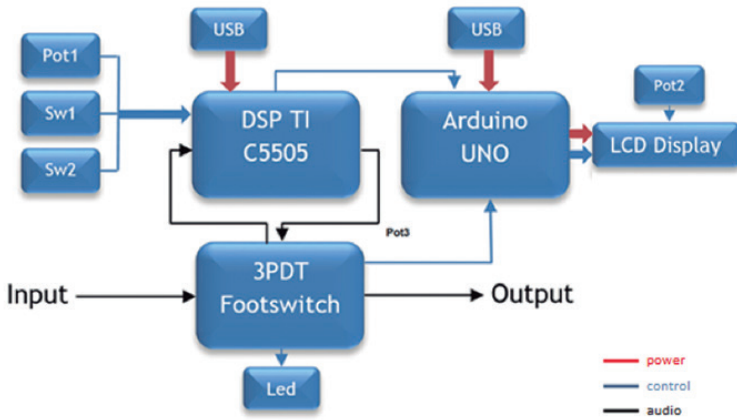 USB
USB
Pot1
Sw1
Sw2
DSP TI
C5505
Arduino
UNO
Pot2
LCD Display
Pot3
3PDT
Footswitch
Input
Output
Led
power
control
audio